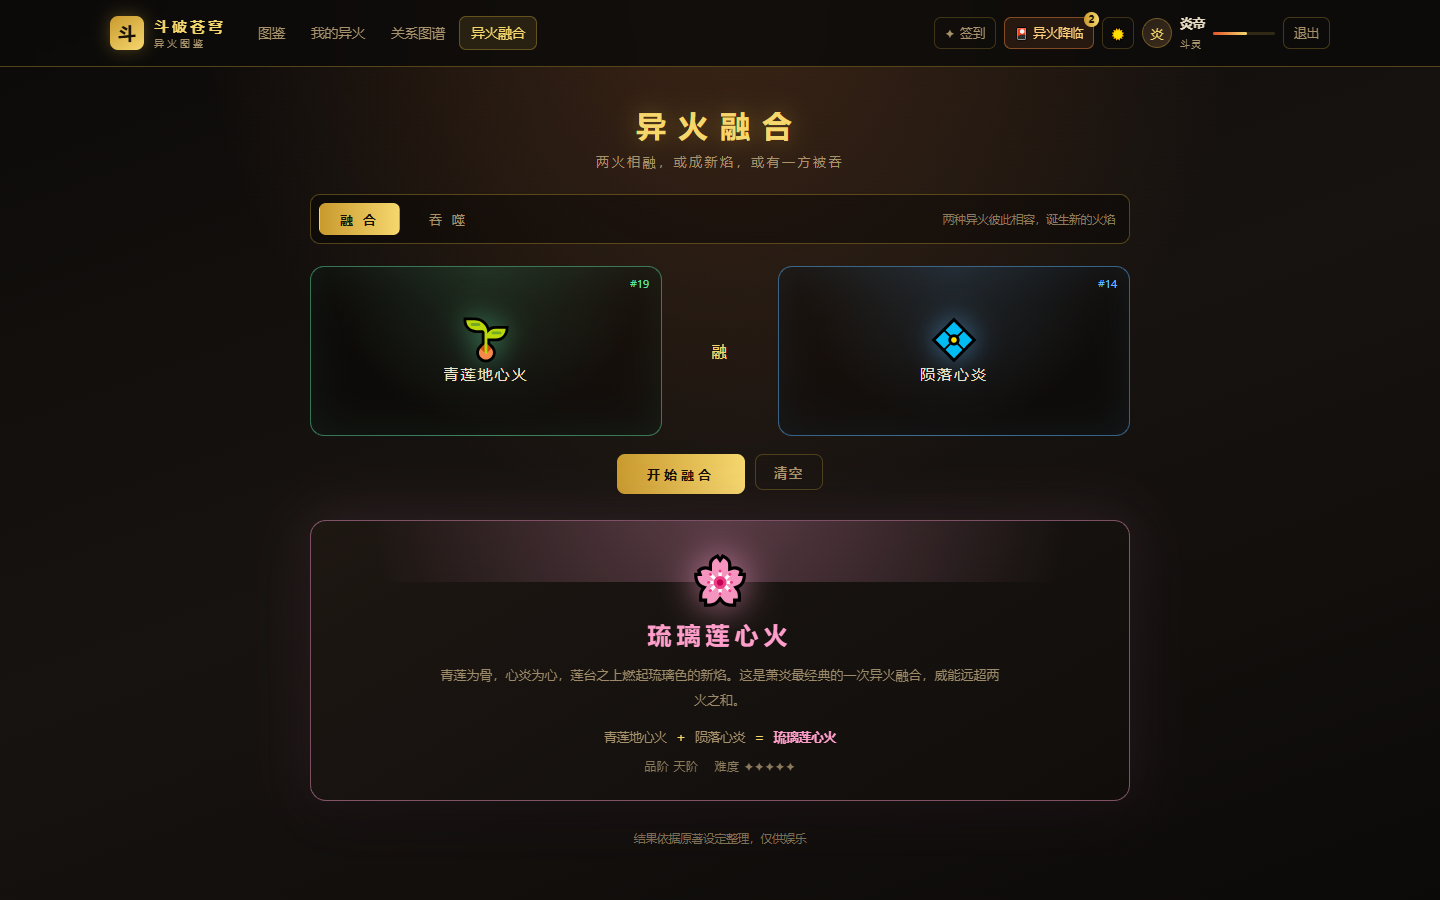 斗
斗破苍穹
异火图鉴
图鉴
我的异火
关系图谱
异火融合
✦ 签到
异火降临
2
炎
炎帝
斗灵
退出
异火融合
两火相融，或成新焰，或有一方被吞
融 合
吞 噬
两种异火彼此相容，诞生新的火焰
#19
青莲地心火
融
#14
陨落心炎
开始融合
清空
琉璃莲心火
青莲为骨，心炎为心，莲台之上燃起琉璃色的新焰。这是萧炎最经典的一次异火融合，威能远超两
火之和。
青莲地心火 + 陨落心炎 = 琉璃莲心火
品阶 天阶 难度 ✦✦✦✦✦
结果依据原著设定整理，仅供娱乐